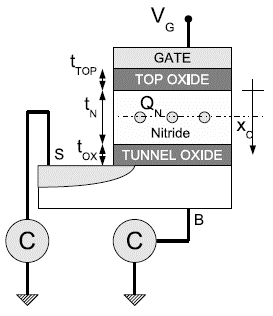 V_G
GATE
t_TOP
TOP OXIDE
t_N
Q_N
Nitride
x_C
t_OX
TUNNEL OXIDE
S
B
C
C